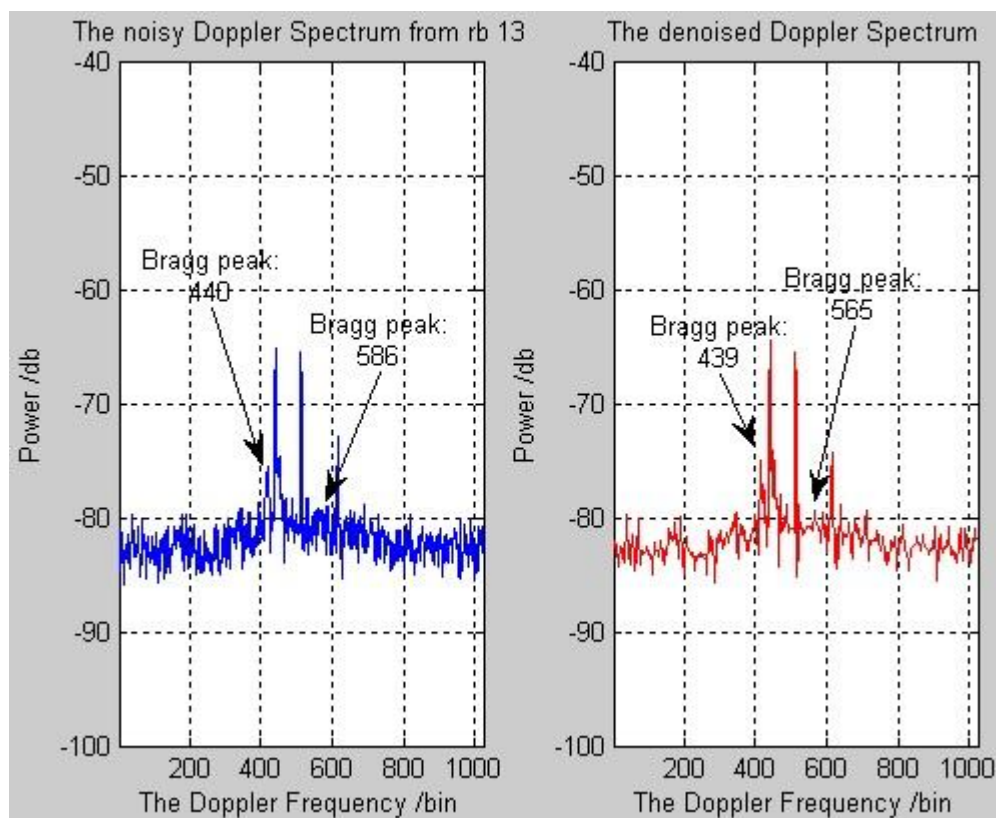 The noisy Doppler Spectrum from rb 13
-40
-50
-60
-70
-80
-90
-100
Power /db
Bragg peak:
440
Bragg peak:
586
200 400 600 800 1000
The Doppler Frequency /bin
The denoised Doppler Spectrum
-40
-50
-60
-70
-80
-90
-100
Power /db
Bragg peak:
565
Bragg peak:
439
200 400 600 800 1000
The Doppler Frequency /bin